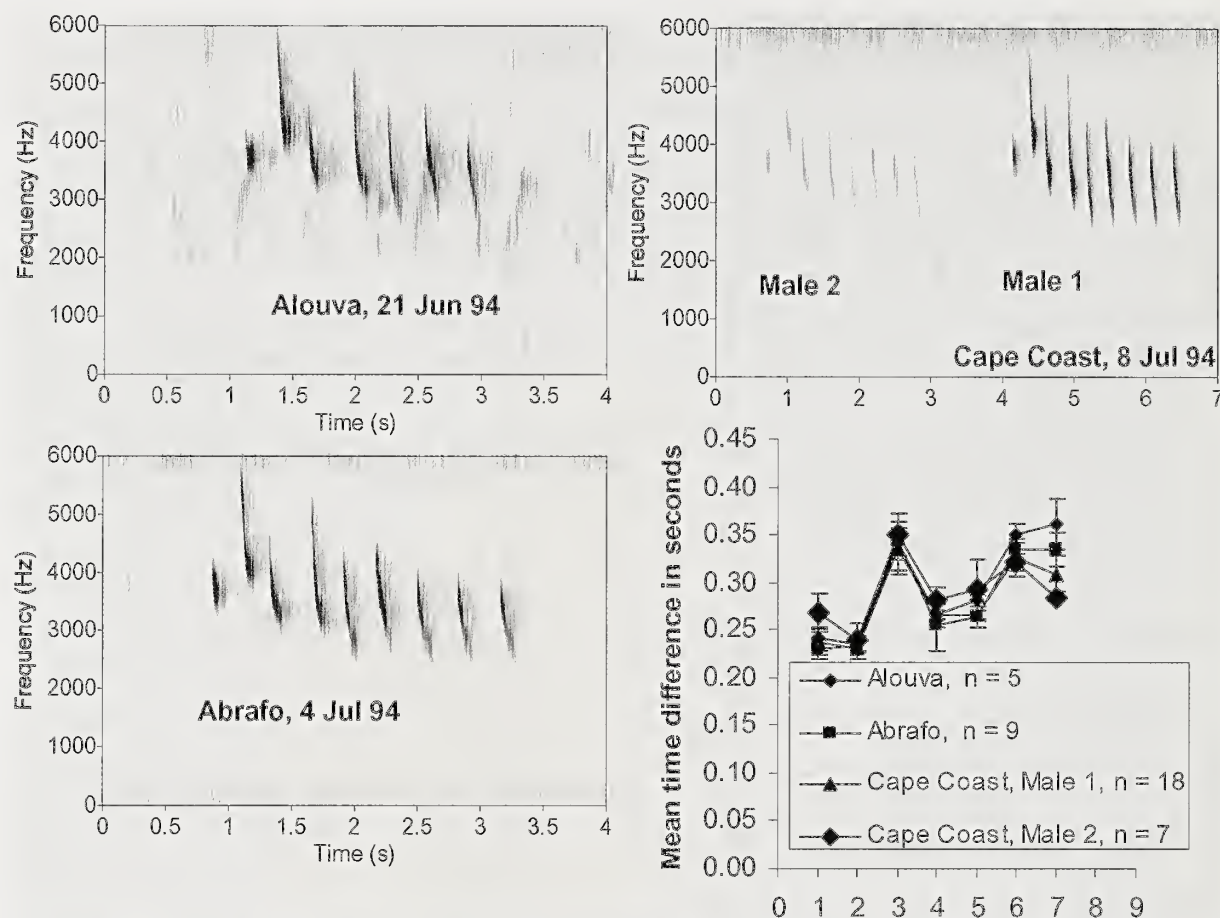 6000
5000
4000
3000
2000
1000
0
Frequency (Hz)
Alouva, 21 Jun 94
0 0.5 1 1.5 2 2.5 3 3.5 4
Time (s)
6000
5000
4000
3000
2000
1000
0
Frequency (Hz)
Male 2
Male 1
Cape Coast, 8 Jul 94
0 1 2 3 4 5 6 7
6000
5000
4000
3000
2000
1000
0
Frequency (Hz)
Abrafo, 4 Jul 94
0 0.5 1 1.5 2 2.5 3 3.5 4
Time (s)
0.45
0.40
0.35
0.30
0.25
0.20
0.15
0.10
0.05
0.00
Mean time difference in seconds
Alouva, n = 5
Abrafo, n = 9
Cape Coast, Male 1, n = 18
Cape Coast, Male 2, n = 7
0 1 2 3 4 5 6 7 8 9